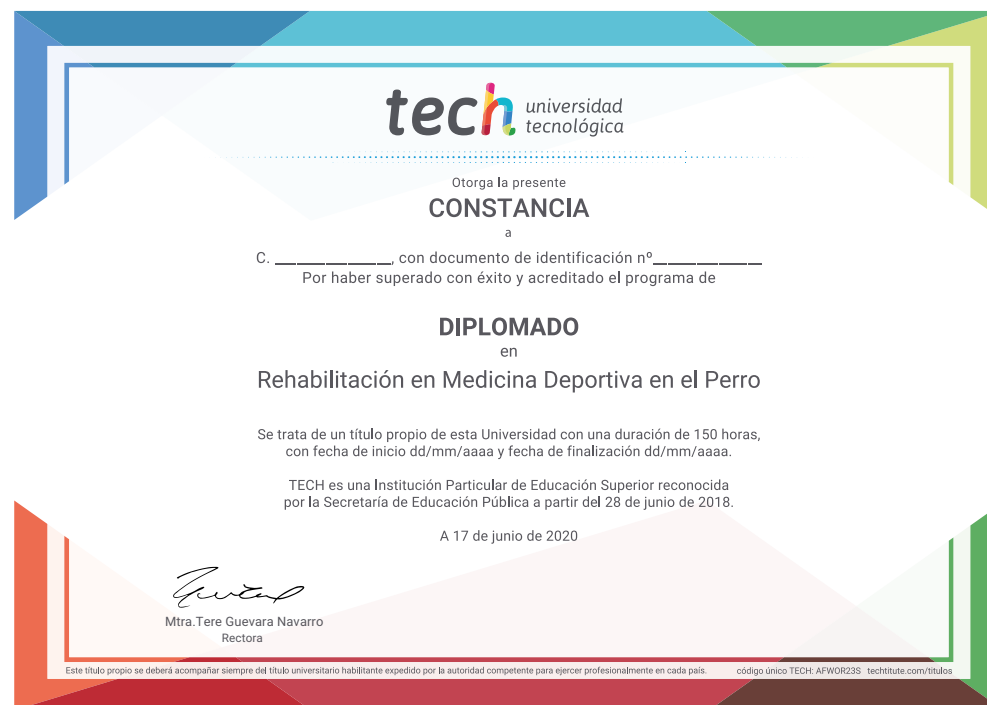 tech universidad
tecnológica
Otorga la presente
CONSTANCIA
a
C. ______________, con documento de identificación nº_____________
Por haber superado con éxito y acreditado el programa de
DIPLOMADO
en
Rehabilitación en Medicina Deportiva en el Perro
Se trata de un título propio de esta Universidad con una duración de 150 horas,
con fecha de inicio dd/mm/aaaa y fecha de finalización dd/mm/aaaa.
TECH es una Institución Particular de Educación Superior reconocida
por la Secretaría de Educación Pública a partir del 28 de junio de 2018.
A 17 de junio de 2020
Mtra.Tere Guevara Navarro
Rectora
Este título propio se deberá acompañar siempre del título universitario habilitante expedido por la autoridad competente para ejercer profesionalmente en cada país. código único TECH: AFWOR23S techtitute.com/titulos